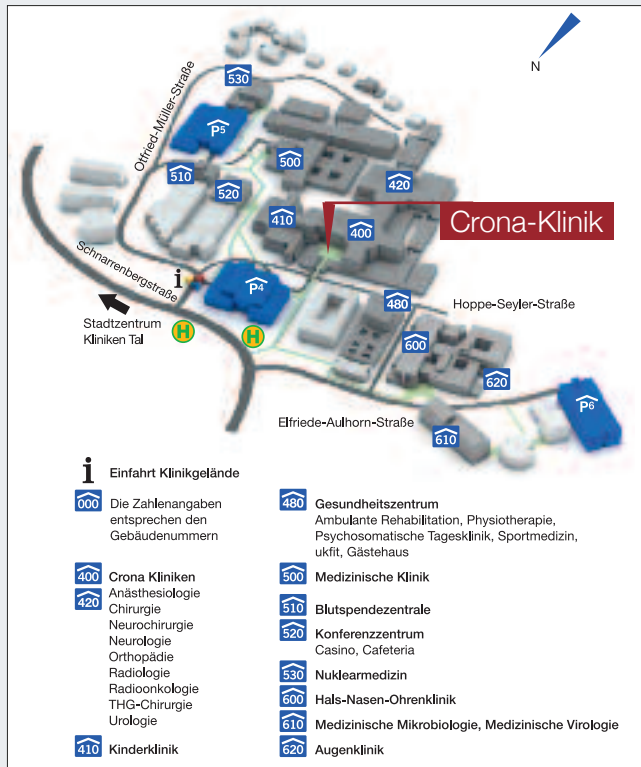 N
530
Otfried-Müller-Straße
P5
500
510
420
520
410
400
Crona-Klinik
Schnarrenbergstraße
i
P4
480
Hoppe-Seyler-Straße
Stadtzentrum
Kliniken Tal
H
H
600
620
P6
Elfriede-Aulhorn-Straße
610
i Einfahrt Klinikgelände
000 Die Zahlenangaben
entsprechen den
Gebäudenummern
400 Crona Kliniken
420 Anästhesiologie
Chirurgie
Neurochirurgie
Neurologie
Orthopädie
Radiologie
Radioonkologie
THG-Chirurgie
Urologie
410 Kinderklinik
480 Gesundheitszentrum
Ambulante Rehabilitation, Physiotherapie,
Psychosomatische Tagesklinik, Sportmedizin,
ukfit, Gästehaus
500 Medizinische Klinik
510 Blutspendezentrale
520 Konferenzzentrum
Casino, Cafeteria
530 Nuklearmedizin
600 Hals-Nasen-Ohrenklinik
610 Medizinische Mikrobiologie, Medizinische Virologie
620 Augenklinik